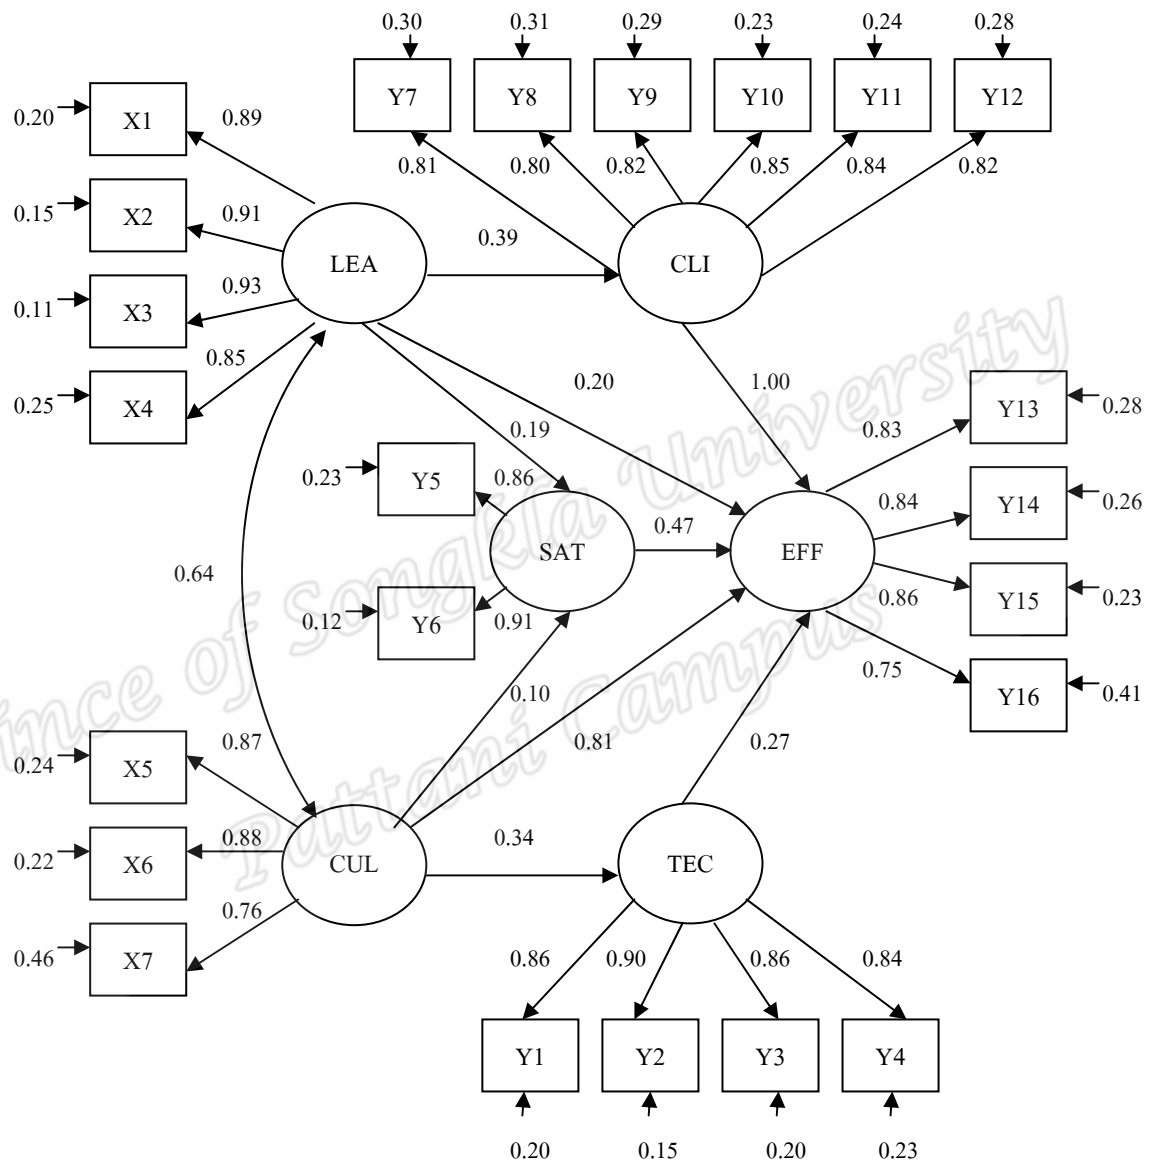 0.30 0.31 0.29 0.23 0.24 0.28
Y7 Y8 Y9 Y10 Y11 Y12
0.20 X1 0.89
0.81 0.80 0.82 0.85 0.84 0.82
0.15 X2 0.91
LEA 0.39 CLI
0.11 X3 0.93
0.25 X4 0.85
0.20 1.00
Y13 0.28
0.19 0.83
0.23 Y5 0.86
0.84 Y14 0.26
SAT 0.47 EFF
0.64
0.12 Y6 0.91
0.86 Y15 0.23
0.75 Y16 0.41
0.10
0.81 0.27
0.24 X5 0.87
0.22 X6 0.88
CUL 0.34 TEC
0.46 X7 0.76
0.86 0.90 0.86 0.84
Y1 Y2 Y3 Y4
0.20 0.15 0.20 0.23
ince of Songkla University
Pattani Campus